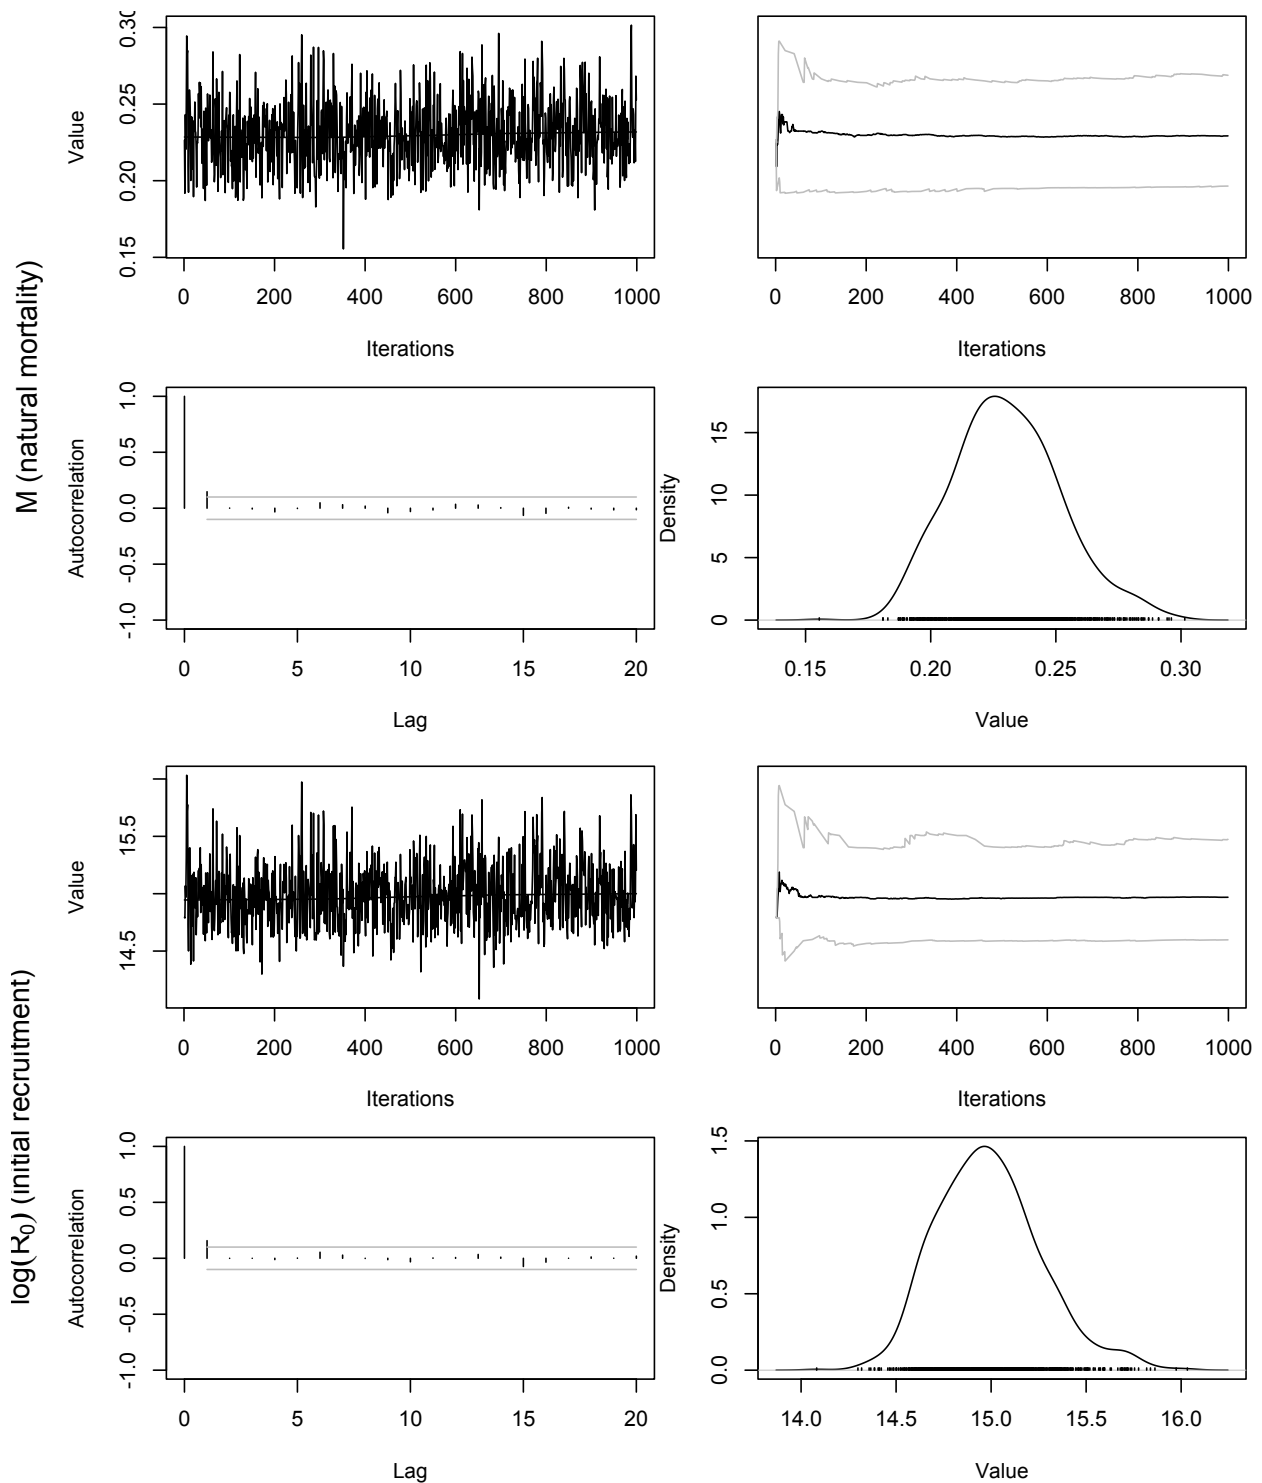 M (natural mortality)
Value
0.15 0.20 0.25 0.30
0 200 400 600 800 1000
Iterations
0 200 400 600 800 1000
Iterations
Autocorrelation
-1.0 -0.5 0.0 0.5 1.0
0 5 10 15 20
Lag
Density
0 5 10 15
0.15 0.20 0.25 0.30
Value
log(R0) (initial recruitment)
Value
14.5 15.5
0 200 400 600 800 1000
Iterations
0 200 400 600 800 1000
Iterations
Autocorrelation
-1.0 -0.5 0.0 0.5 1.0
0 5 10 15 20
Lag
Density
0.0 0.5 1.0 1.5
14.0 14.5 15.0 15.5 16.0
Value